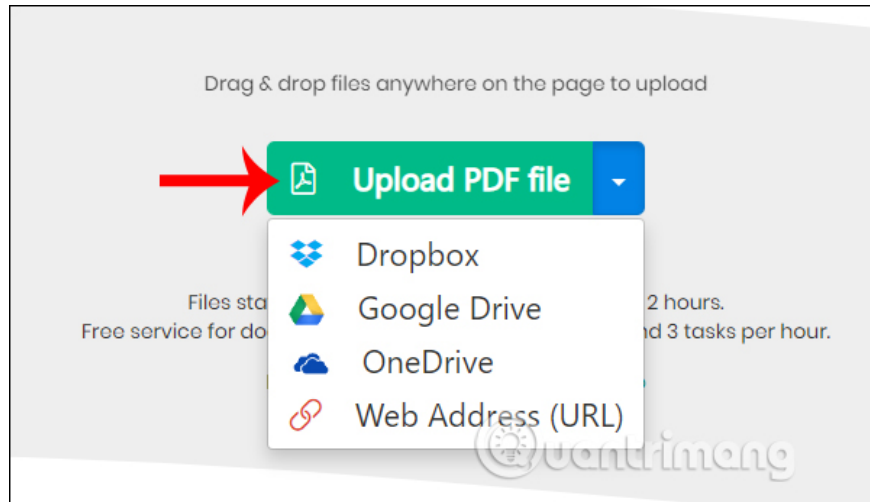 Drag & drop files anywhere on the page to upload
Upload PDF file
Dropbox
Files sta 2 hours.
Google Drive
Free service for do nd 3 tasks per hour.
OneDrive
Web Address (URL)
uantrimang